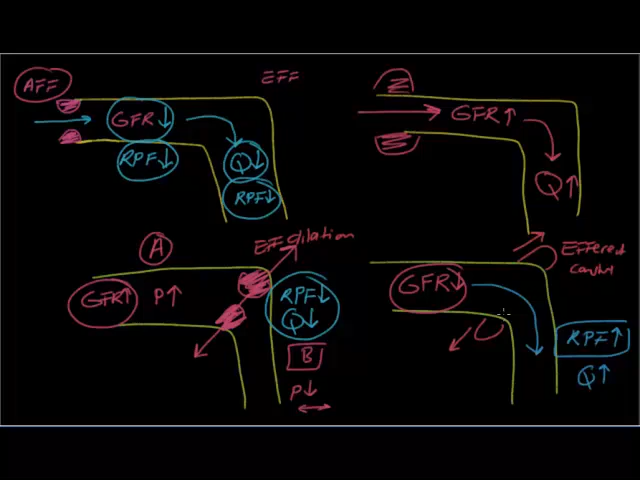 AFF
EFF
GFR↓
RPF↓
Q↓
RPF↓
GFR↑
Q↑
A
EFF dilation
GFR↑ P↑
RPF↓
Q↓
B
P↓
Efferent
GFR↓
RPF↑
Q↑